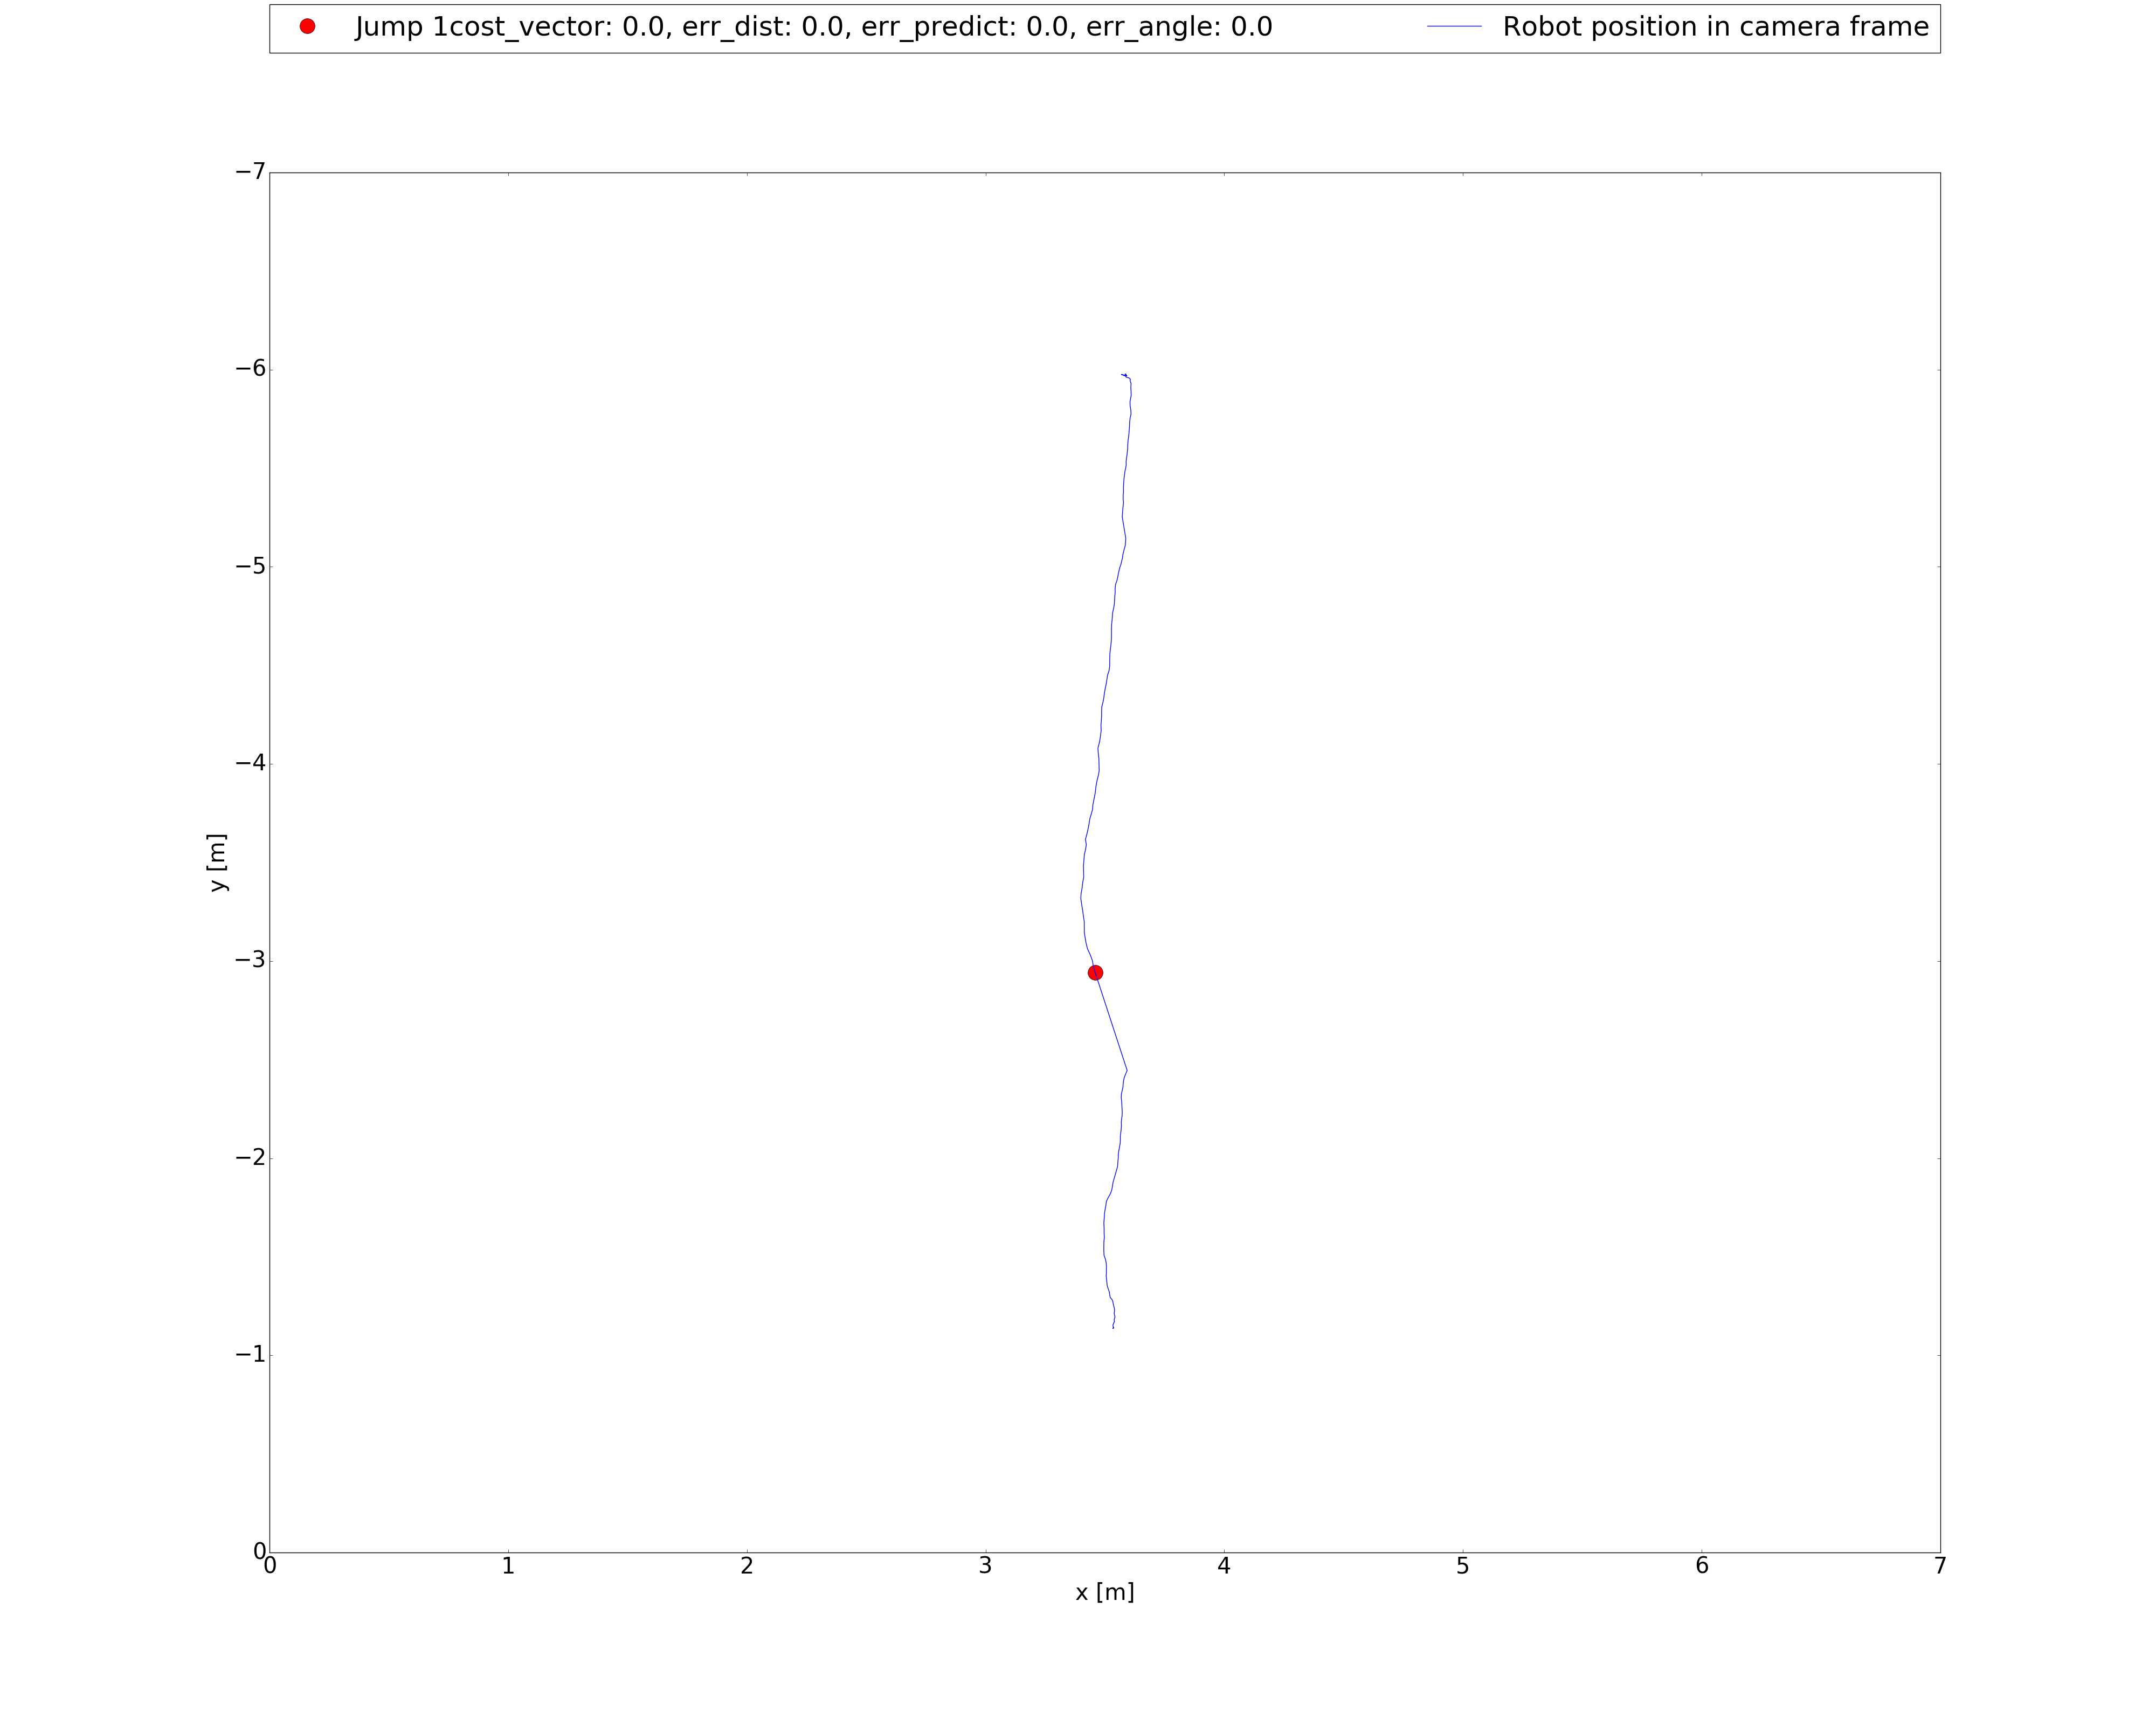 Jump 1cost_vector: 0.0, err_dist: 0.0, err_predict: 0.0, err_angle: 0.0 Robot position in camera frame
−7
−6
−5
−4
−3
−2
−1
0
y [m]
0 1 2 3 4 5 6 7
x [m]